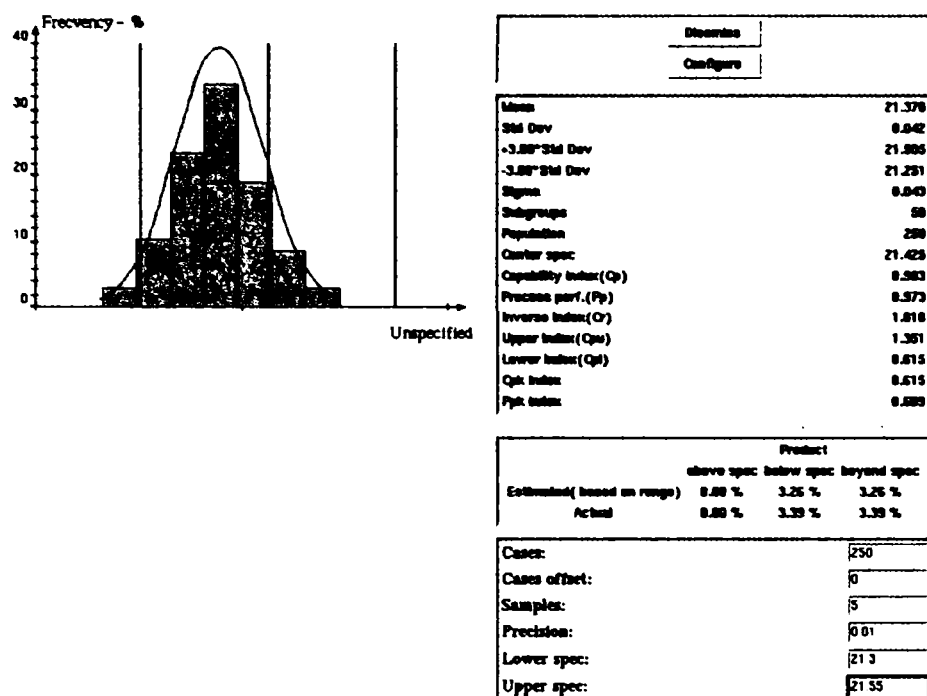 Frecvency - %
40
30
20
10
0
Unspecified
Dismiss
Configure
Mean 21.378
Std Dev 0.042
+3.00*Std Dev 21.505
-3.00*Std Dev 21.251
Sigma 0.043
Subgroups 50
Population 250
Center spec 21.425
Capability index(Cp) 0.983
Process perf.(Pp) 0.973
Inverse Index(Cr) 1.018
Upper Index(Cpu) 1.351
Lower Index(Cpl) 0.615
Cpk index 0.615
Ppk index
Product
above spec below spec beyond spec
Estimated( based on range) 0.00 % 3.26 % 3.26 %
Actual 0.00 % 3.39 % 3.39 %
Cases: 250
Cases offset: 0
Samples: 5
Precision: 0.01
Lower spec: 21.3
Upper spec: 21.55